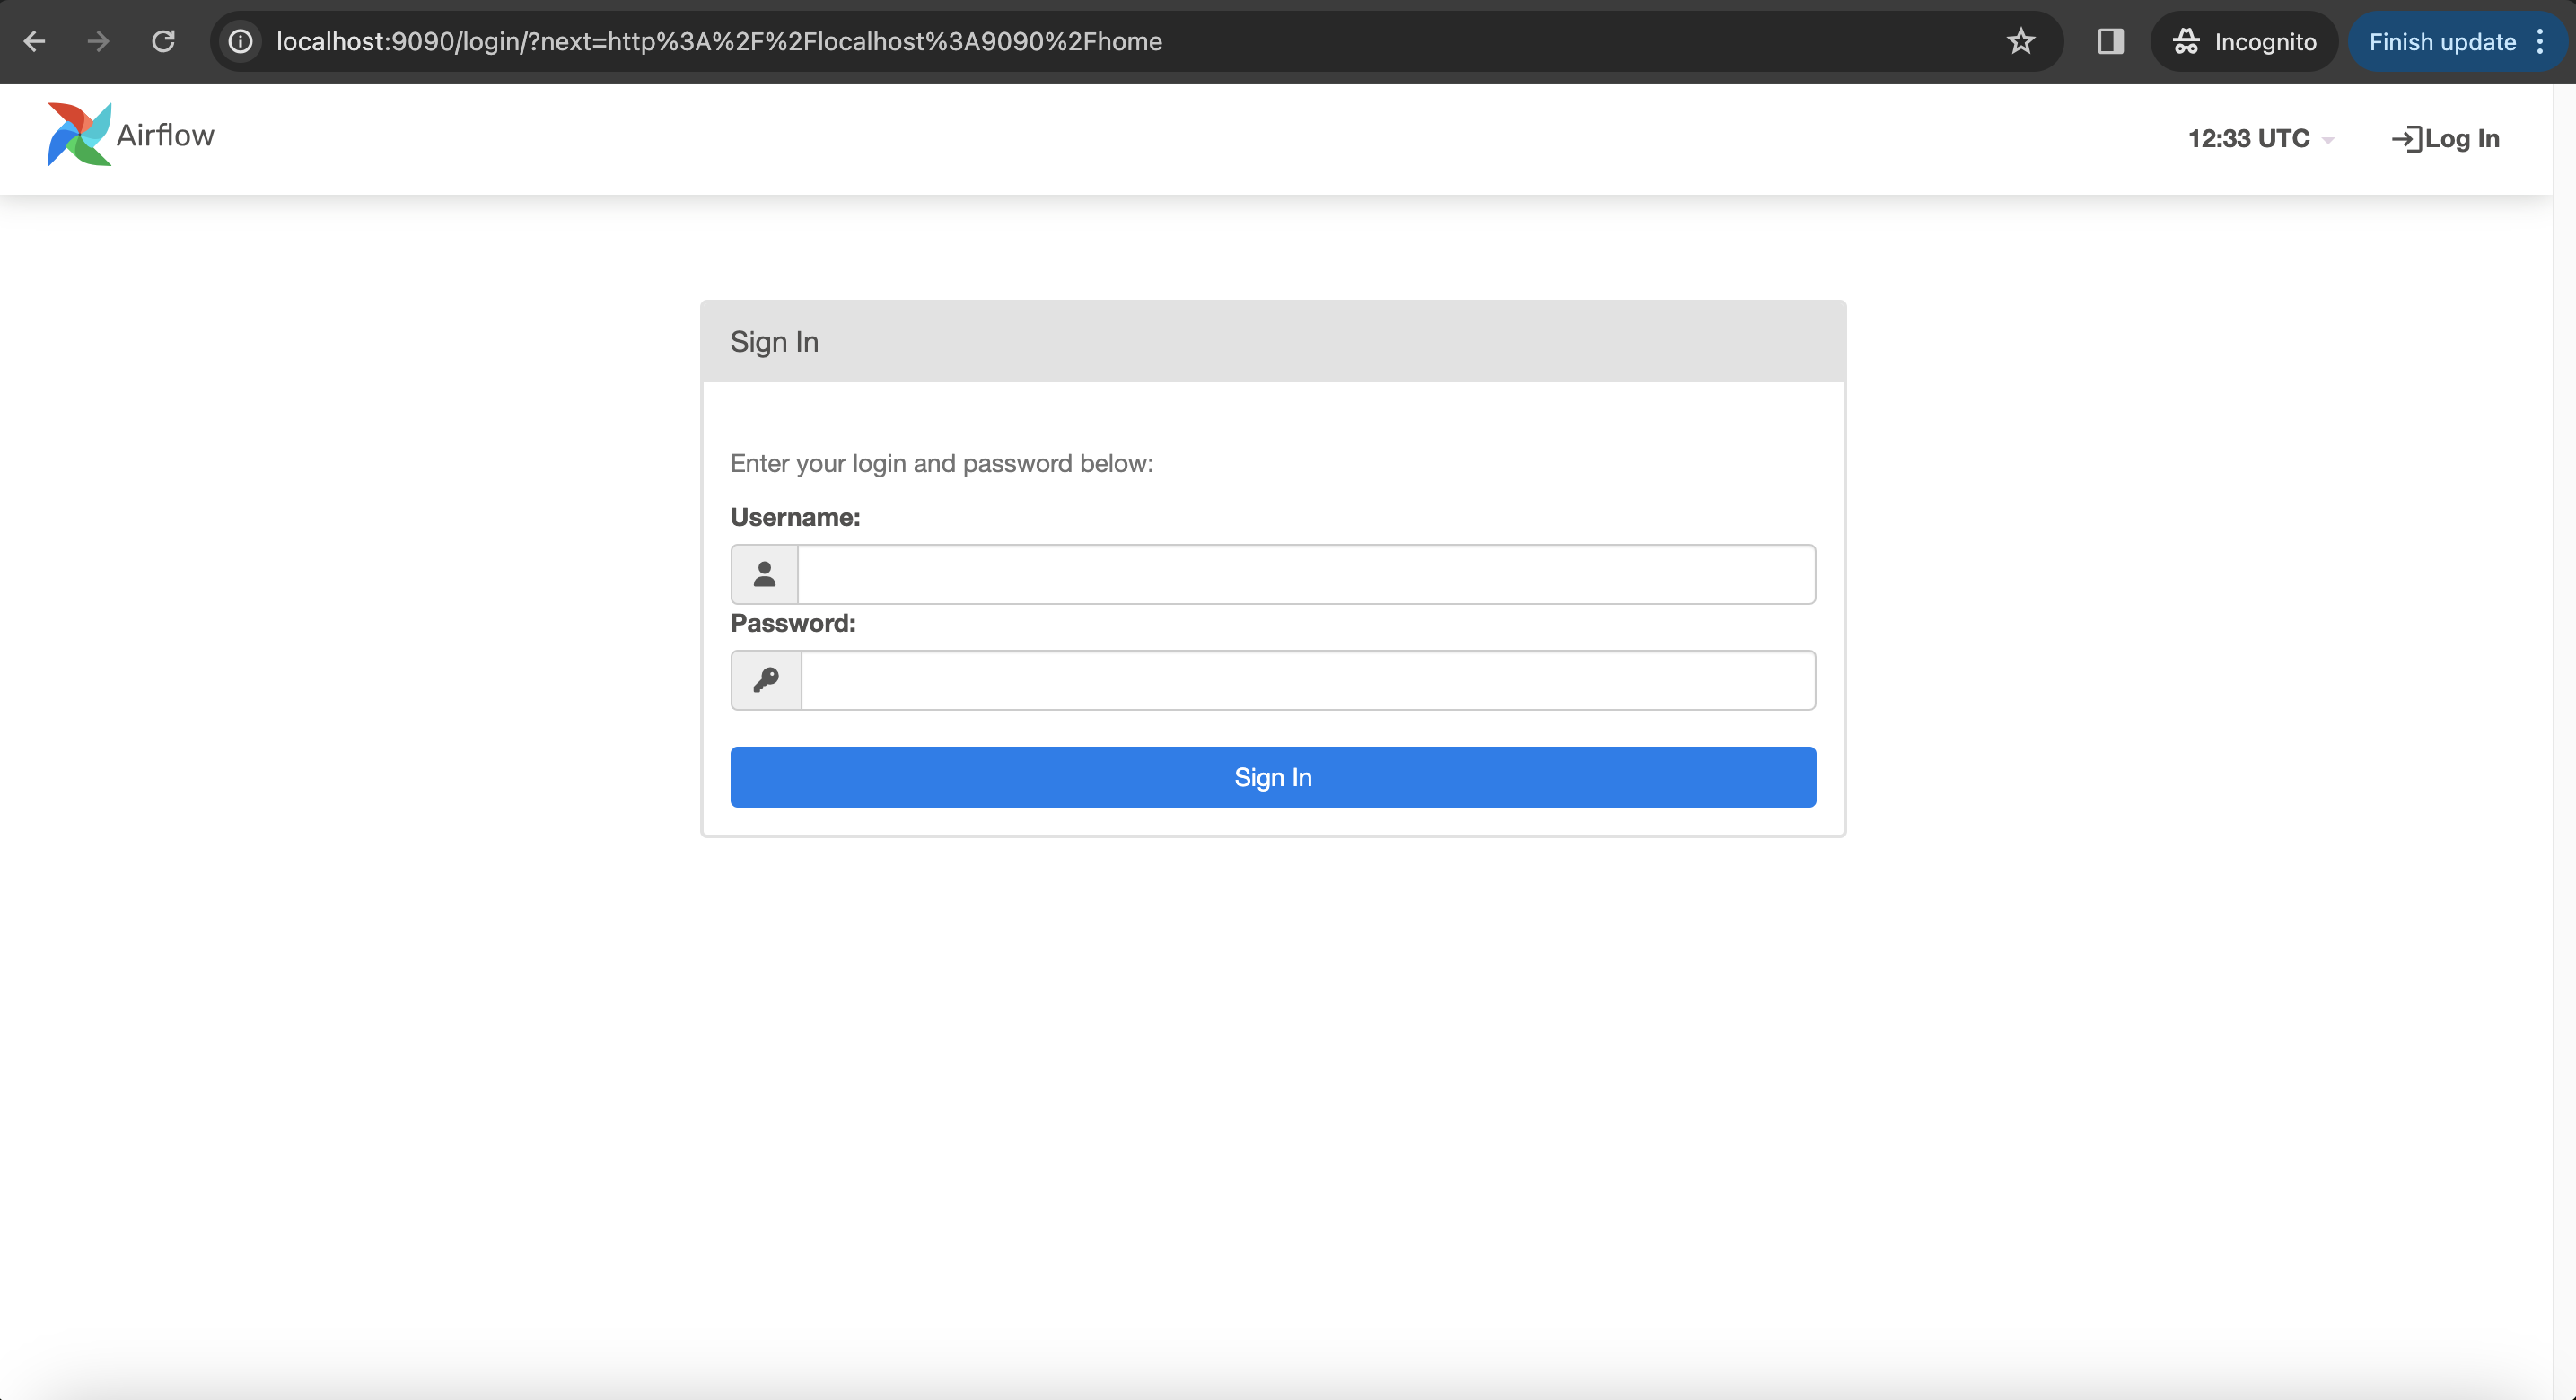 localhost:9090/login/?next=http%3A%2F%2Flocalhost%3A9090%2Fhome
Incognito
Finish update
Airflow
12:33 UTC
Log In
Sign In
Enter your login and password below:
Username:
Password:
Sign In